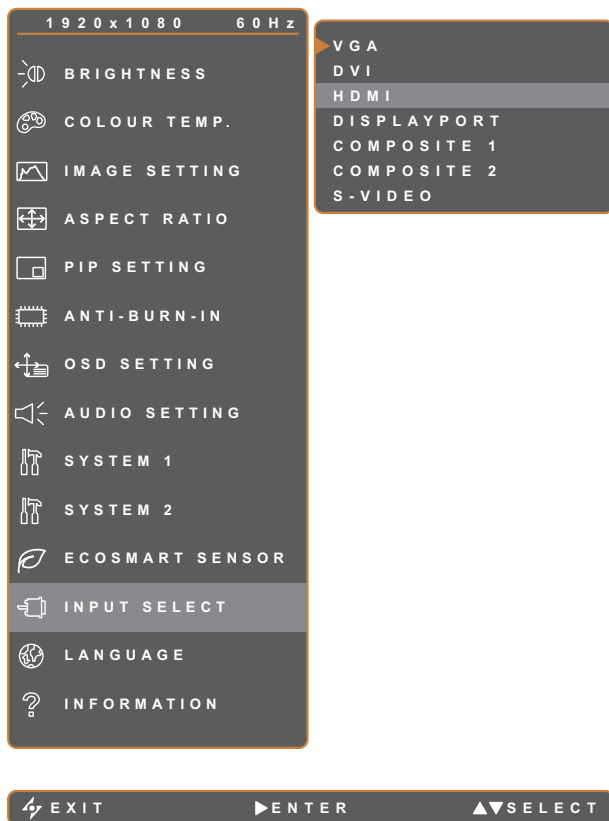 1920x1080 60Hz
BRIGHTNESS
COLOUR TEMP.
IMAGE SETTING
ASPECT RATIO
PIP SETTING
ANTI-BURN-IN
OSD SETTING
AUDIO SETTING
SYSTEM 1
SYSTEM 2
ECOSMART SENSOR
INPUT SELECT
LANGUAGE
INFORMATION
VGA
DVI
HDMI
DISPLAYPORT
COMPOSITE 1
COMPOSITE 2
S-VIDEO
EXIT ▶ENTER ▲▼SELECT